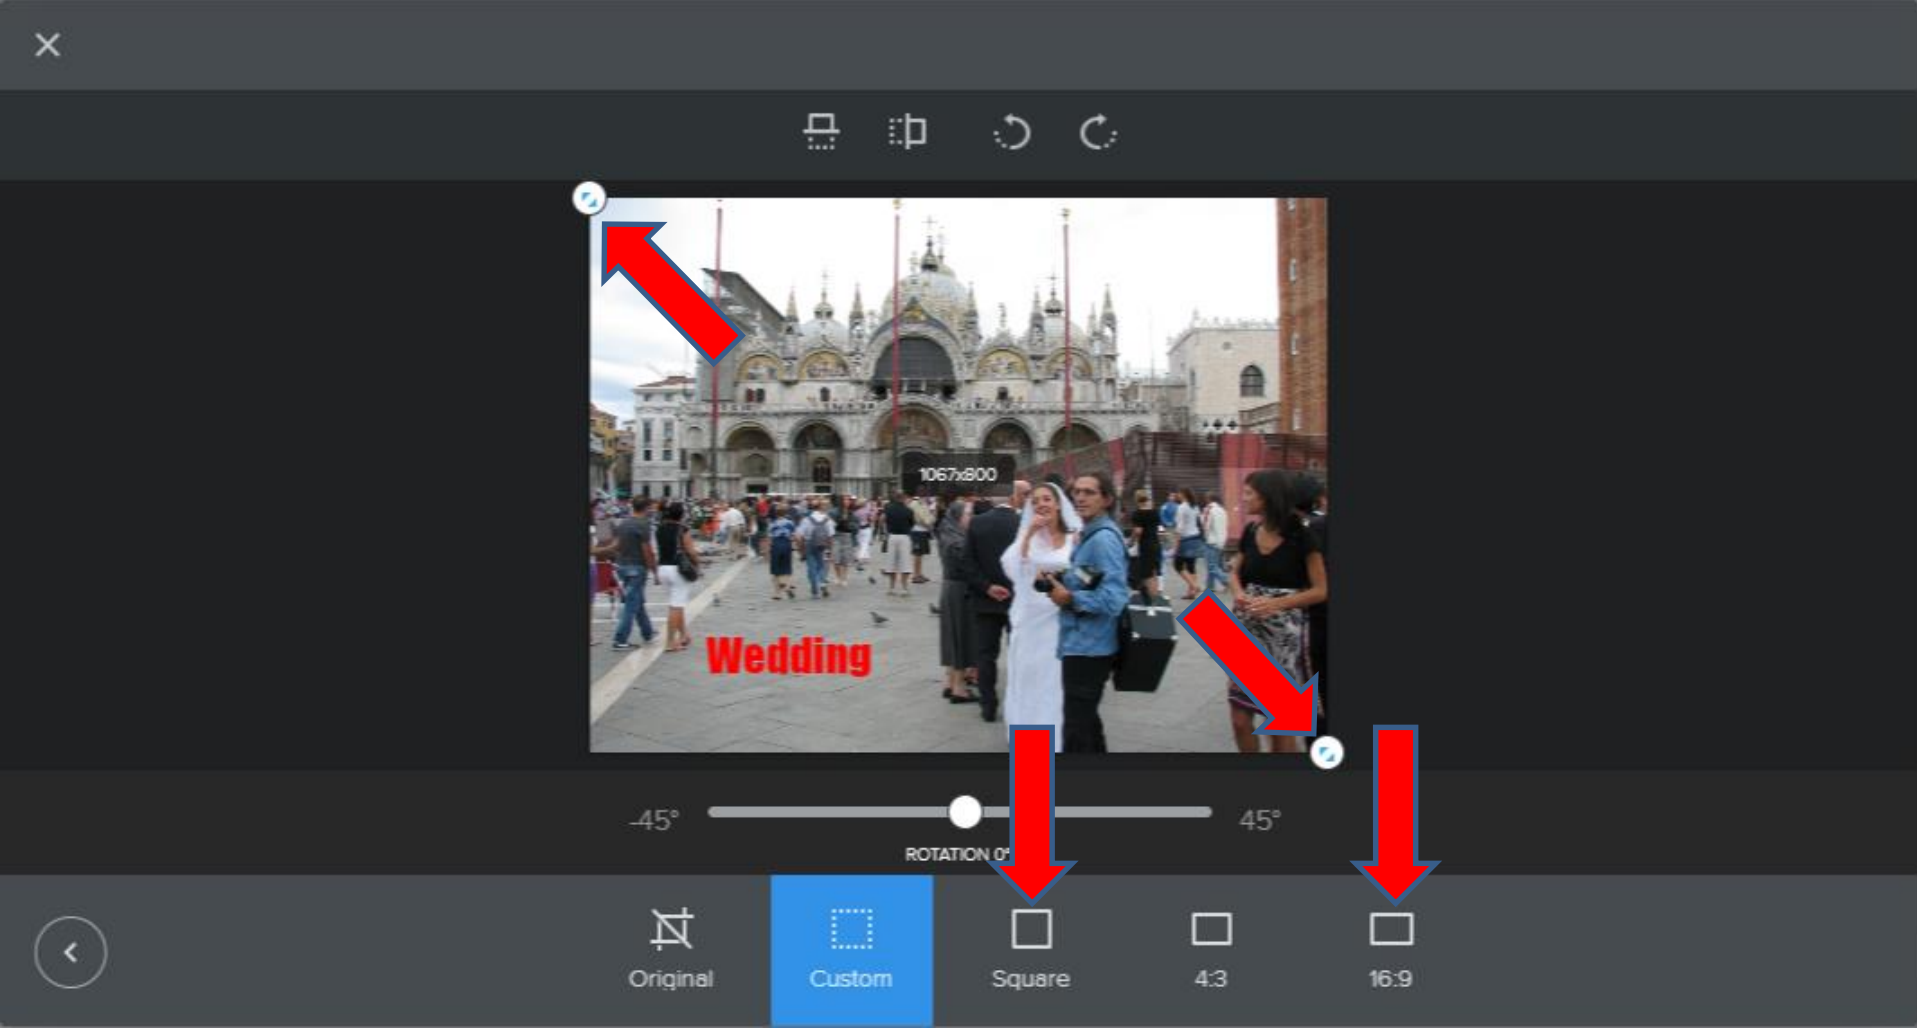 1067x800
Wedding
-45°
45°
ROTATION 0°
Original
Custom
Square
4:3
16:9